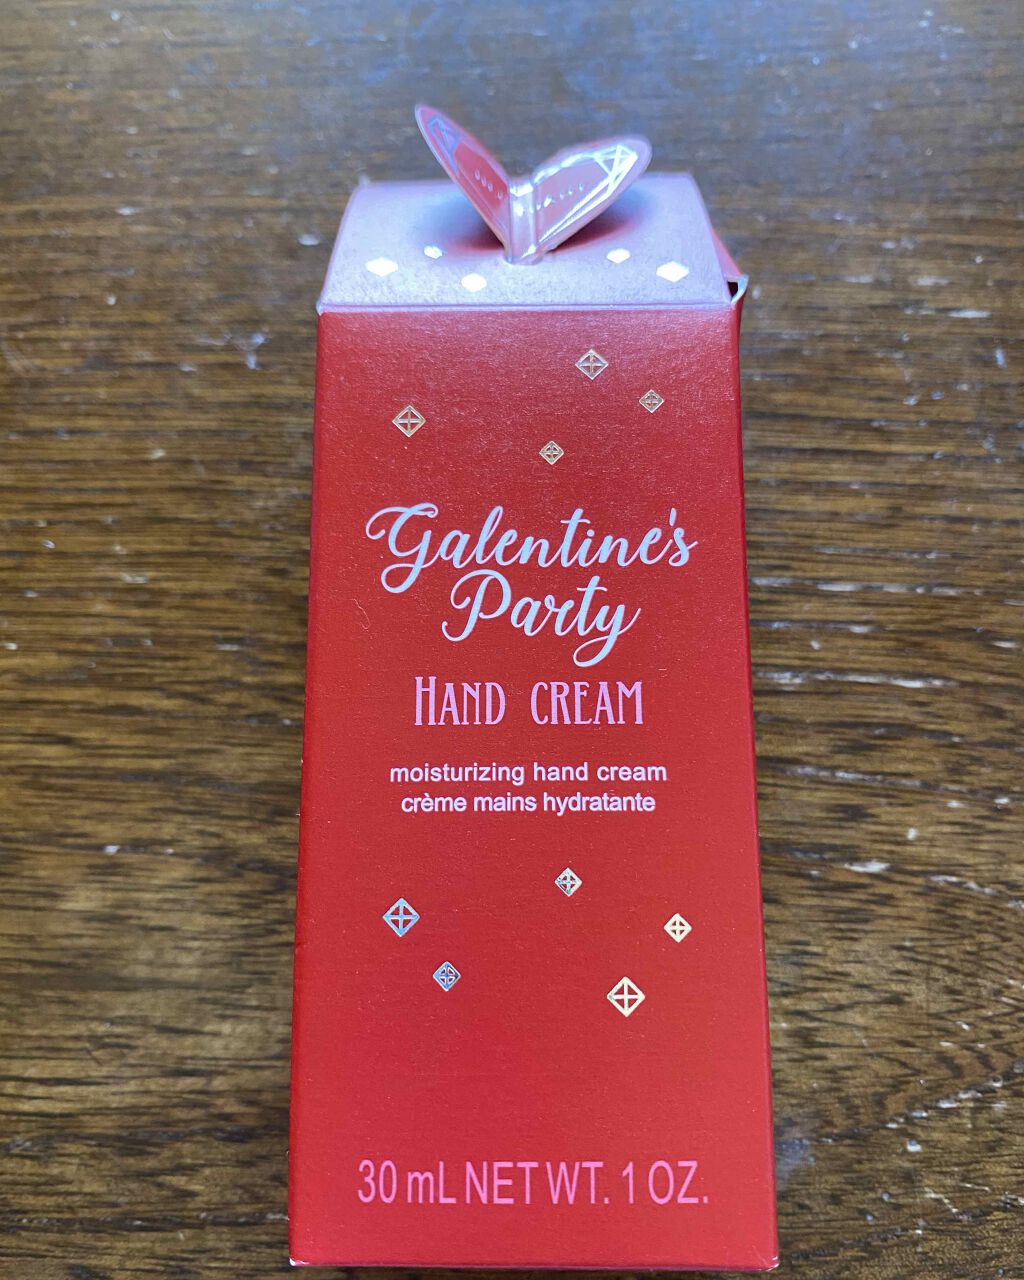 Galentine's
Party
HAND CREAM
moisturizing hand cream
crème mains hydratante
30 mL NET WT. 1 OZ.